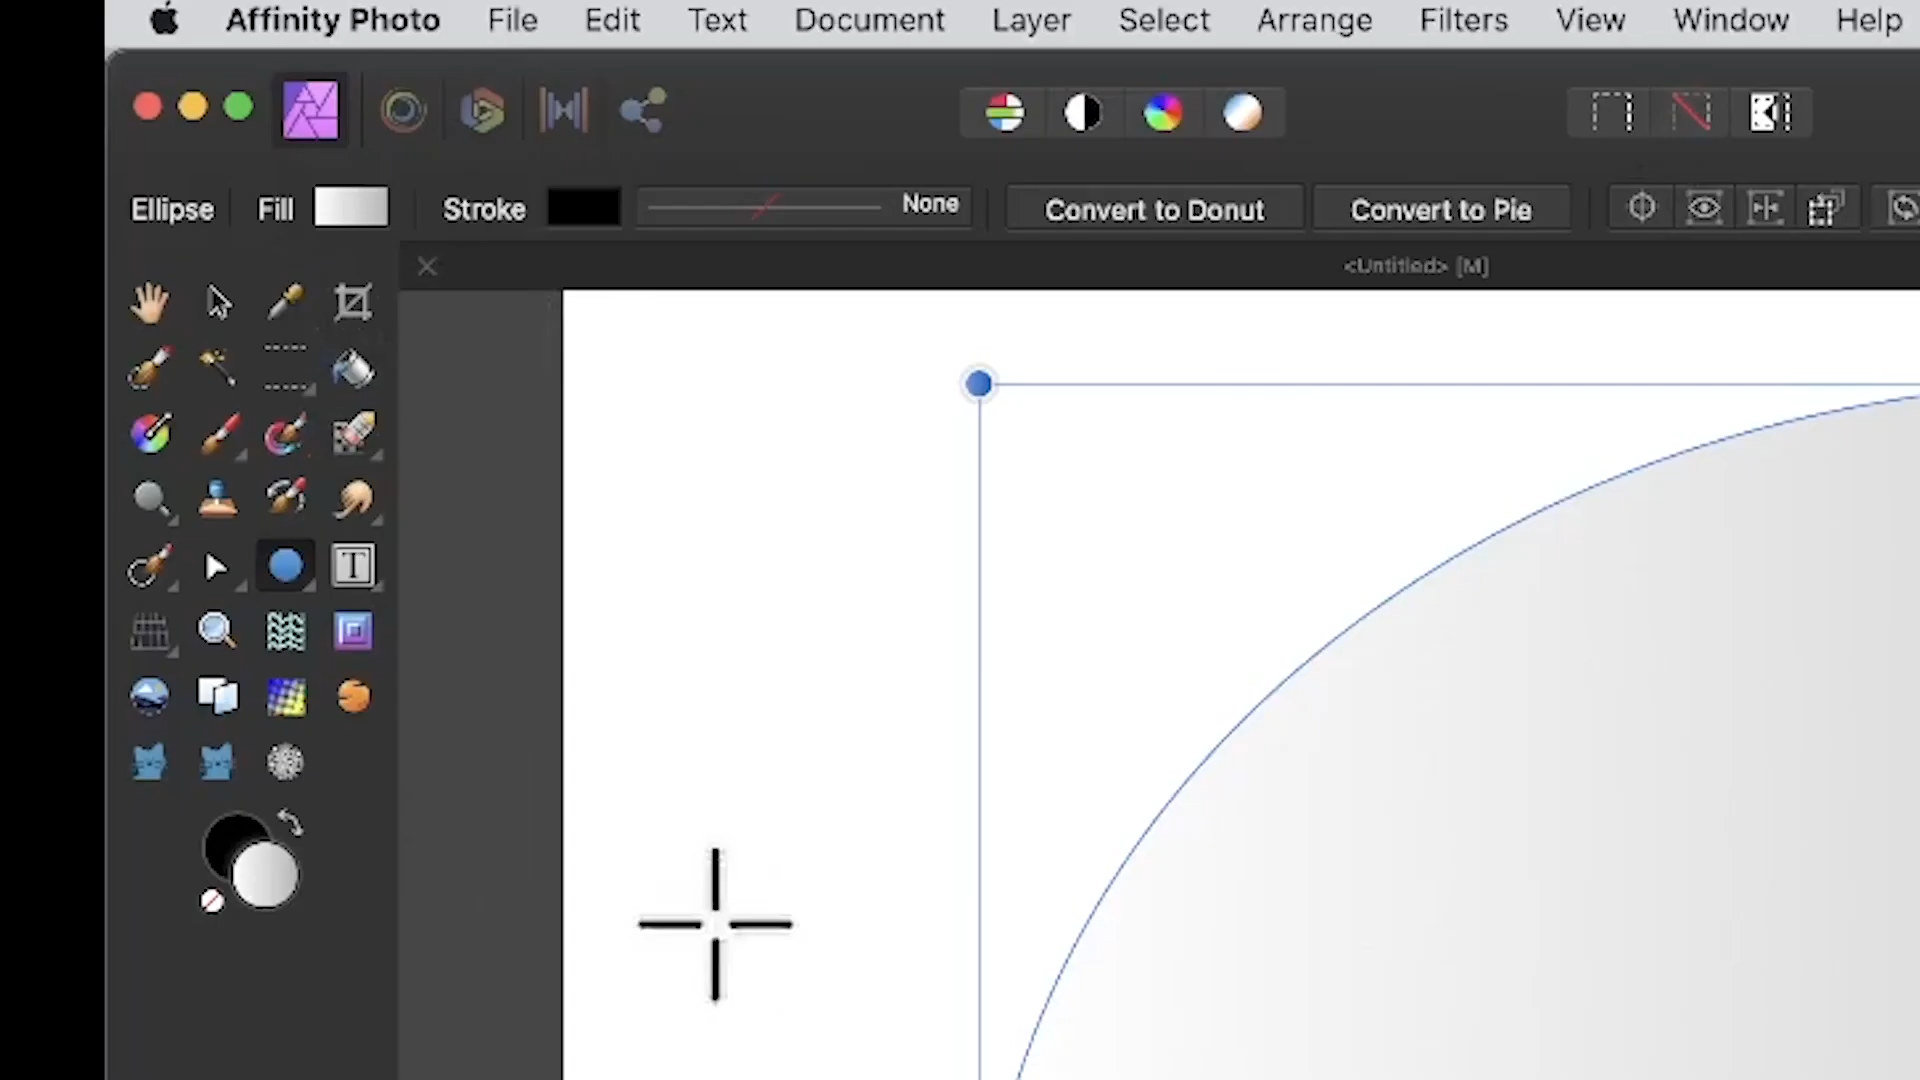 Affinity Photo File Edit Text Document Layer Select Arrange Filters View Window Help
Ellipse Fill Stroke None Convert to Donut Convert to Pie
<Untitled> [M]
T